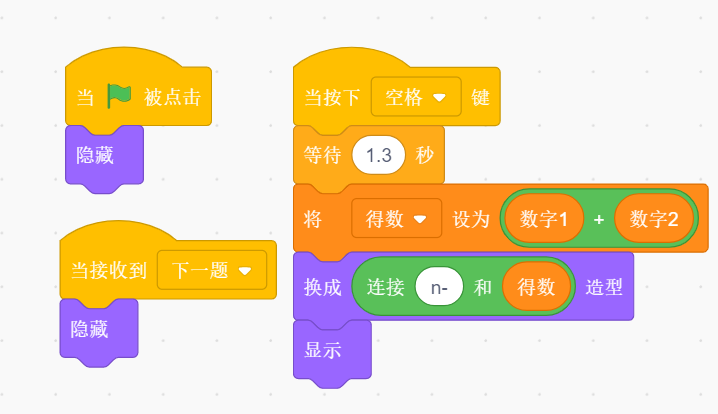 当 被点击
隐藏
当接收到 下一题
隐藏
当按下 空格 键
等待 1.3 秒
将 得数 设为 数字1 + 数字2
换成 连接 n- 和 得数 造型
显示